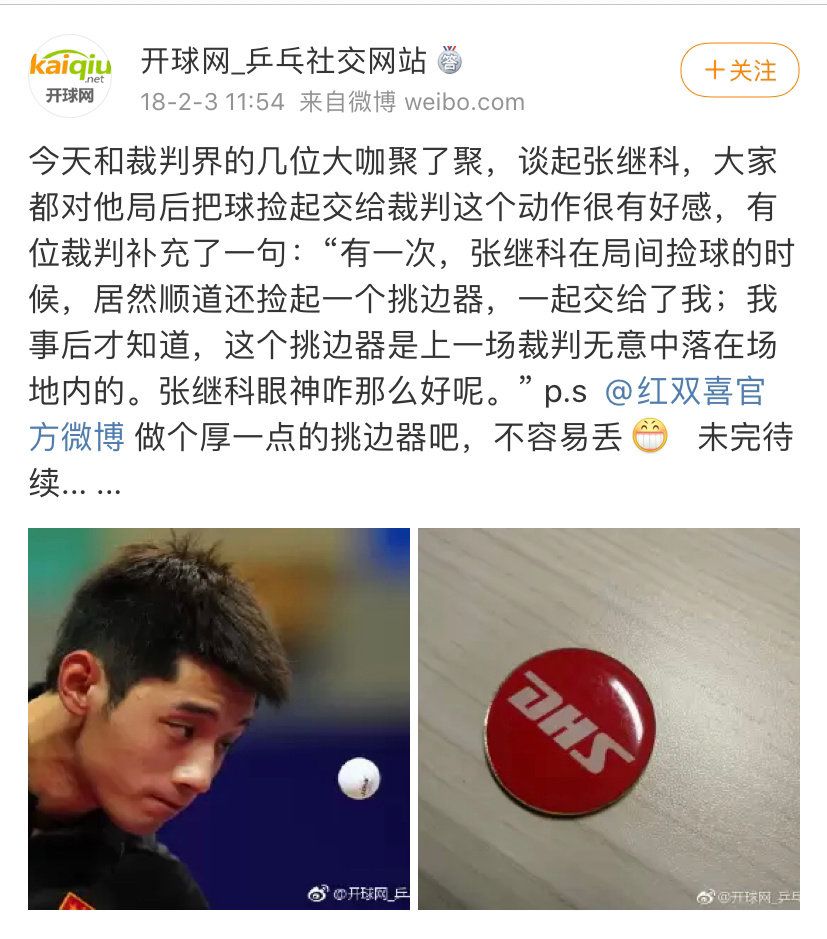 kaiqiu
.net
开球网
开球网_乒乓社交网站
18-2-3 11:54 来自微博 weibo.com
+关注
今天和裁判界的几位大咖聚了聚，谈起张继科，大家
都对他局后把球捡起交给裁判这个动作很有好感，有
位裁判补充了一句：“有一次，张继科在局间捡球的时
候，居然顺道还捡起一个挑边器，一起交给了我；我
事后才知道，这个挑边器是上一场裁判无意中落在场
地内的。张继科眼神咋那么好呢。” p.s @红双喜官
方微博 做个厚一点的挑边器吧，不容易丢 未完待
续... ...
DHS
@开球网_乒
@开球网_乒乓